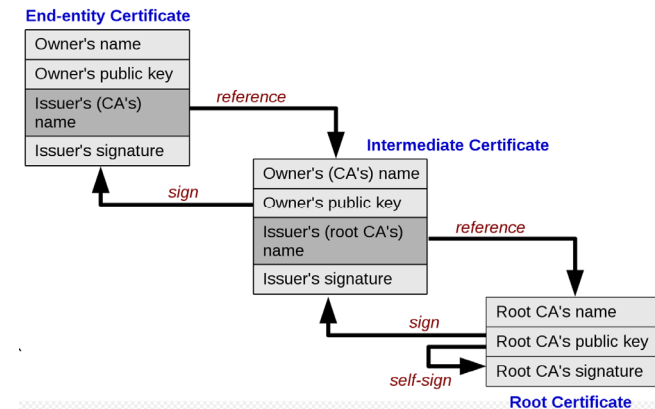 End-entity Certificate
Owner's name
Owner's public key
Issuer's (CA's)
name
Issuer's signature
reference
sign
Intermediate Certificate
Owner's (CA's) name
Owner's public key
Issuer's (root CA's)
name
Issuer's signature
reference
sign
self-sign
Root CA's name
Root CA's public key
Root CA's signature
Root Certificate